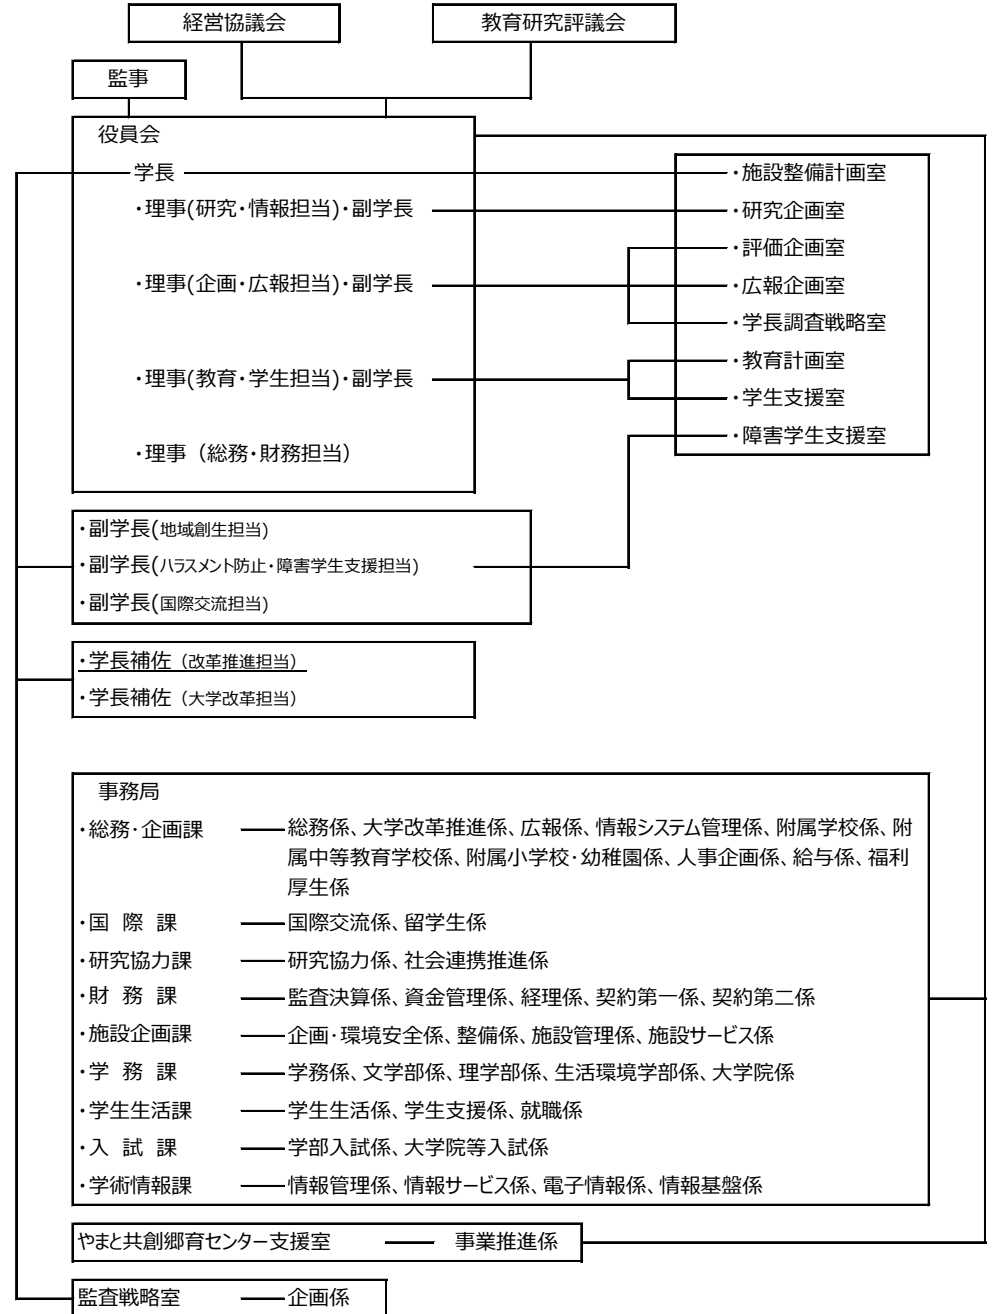 経営協議会
教育研究評議会
監事
役員会
学長
・施設整備計画室
・理事(研究・情報担当)・副学長
・研究企画室
・評価企画室
・理事(企画・広報担当)・副学長
・広報企画室
・学長調査戦略室
・教育計画室
・理事(教育・学生担当)・副学長
・学生支援室
・障害学生支援室
・理事（総務・財務担当）
・副学長(地域創生担当)
・副学長(ハラスメント防止・障害学生支援担当)
・副学長(国際交流担当)
・学長補佐（改革推進担当）
・学長補佐（大学改革担当）
事務局
・総務・企画課 総務係、大学改革推進係、広報係、情報システム管理係、附属学校係、附
属中等教育学校係、附属小学校・幼稚園係、人事企画係、給与係、福利
厚生係
・国 際 課 国際交流係、留学生係
・研究協力課 研究協力係、社会連携推進係
・財 務 課 監査決算係、資金管理係、経理係、契約第一係、契約第二係
・施設企画課 企画・環境安全係、整備係、施設管理係、施設サービス係
・学 務 課 学務係、文学部係、理学部係、生活環境学部係、大学院係
・学生生活課 学生生活係、学生支援係、就職係
・入 試 課 学部入試係、大学院等入試係
・学術情報課 情報管理係、情報サービス係、電子情報係、情報基盤係
やまと共創郷育センター支援室 事業推進係
監査戦略室 企画係